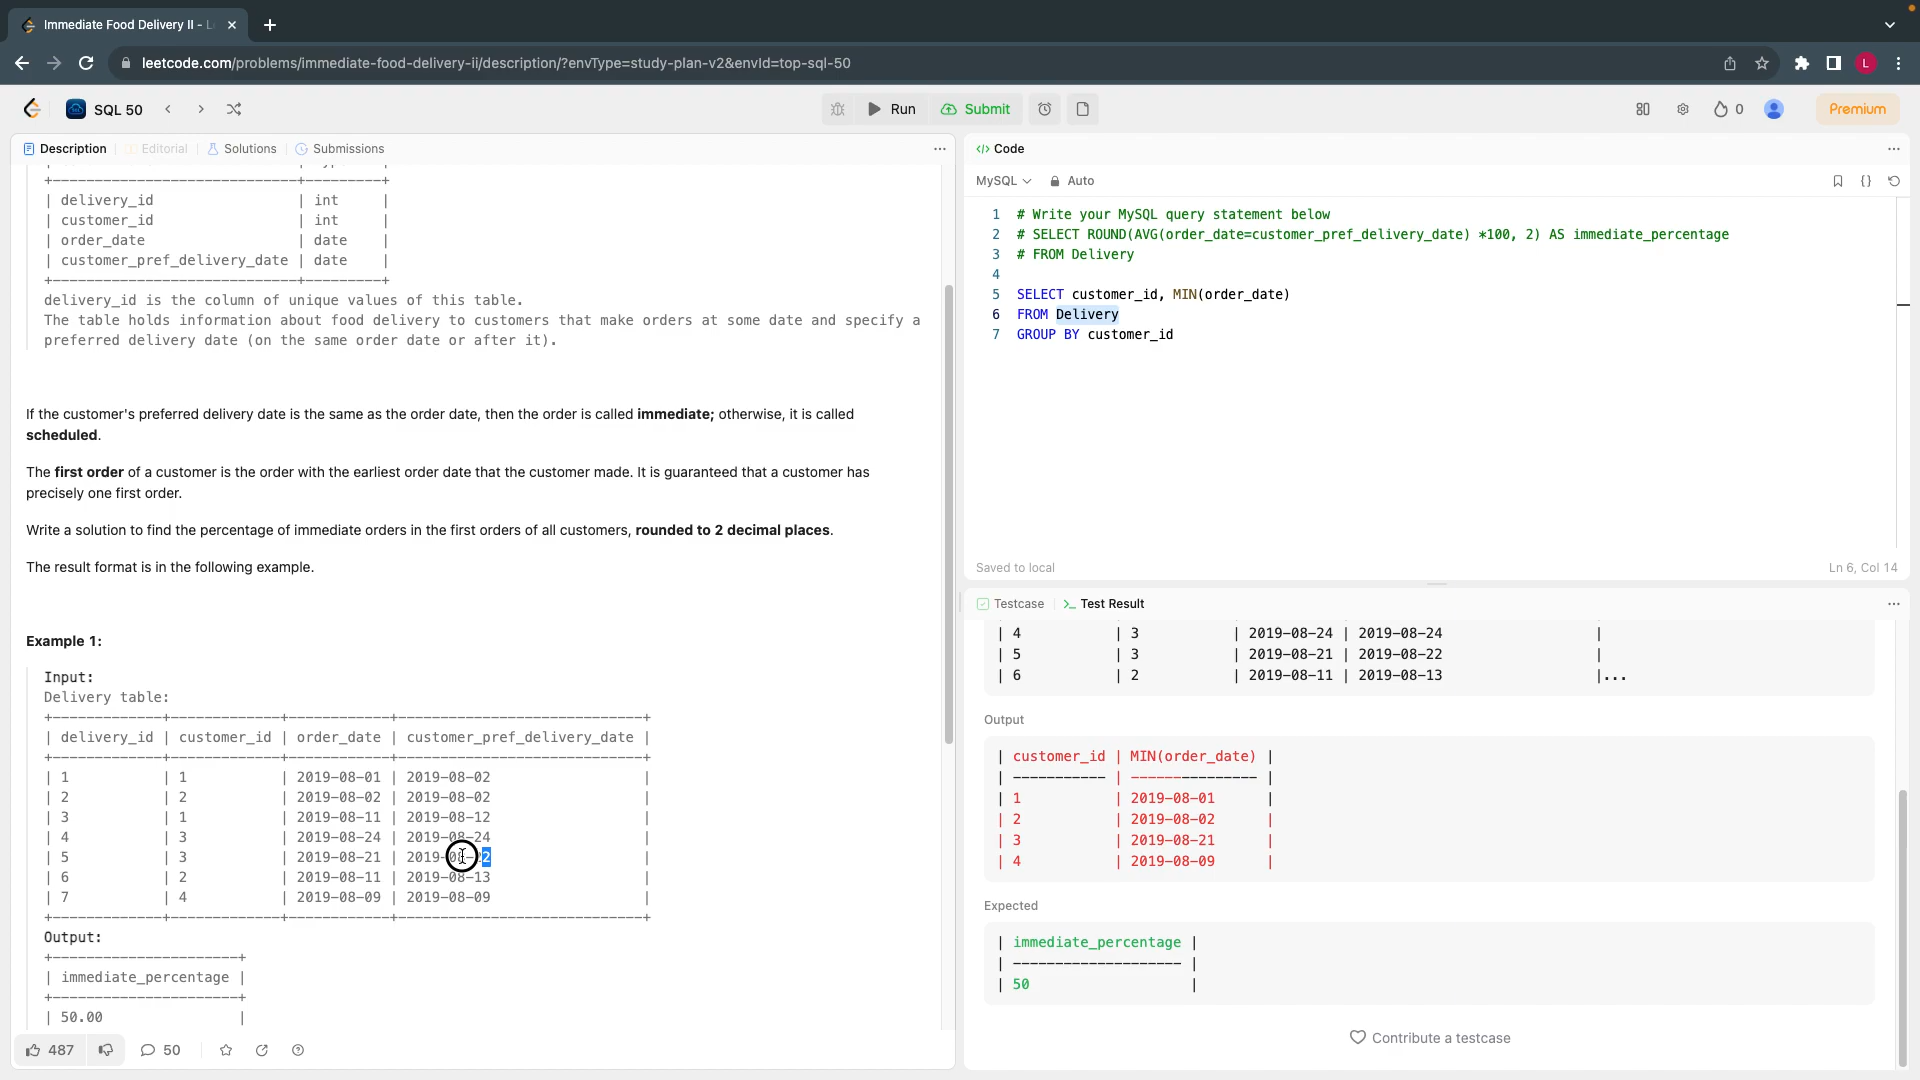 Immediate Food Delivery II - L
leetcode.com/problems/immediate-food-delivery-ii/description/?envType=study-plan-v2&envId=top-sql-50
L
SQL 50
Run
Submit
0
Premium
Description
Editorial
Solutions
Submissions
...
+-----------------------------+---------+
| delivery_id                 | int     |
| customer_id                 | int     |
| order_date                  | date    |
| customer_pref_delivery_date | date    |
+-----------------------------+---------+
delivery_id is the column of unique values of this table.
The table holds information about food delivery to customers that make orders at some date and specify a
preferred delivery date (on the same order date or after it).
If the customer's preferred delivery date is the same as the order date, then the order is called immediate; otherwise, it is called
scheduled.
The first order of a customer is the order with the earliest order date that the customer made. It is guaranteed that a customer has
precisely one first order.
Write a solution to find the percentage of immediate orders in the first orders of all customers, rounded to 2 decimal places.
The result format is in the following example.
Example 1:
Input:
Delivery table:
+-------------+-------------+------------+-----------------------------+
| delivery_id | customer_id | order_date | customer_pref_delivery_date |
+-------------+-------------+------------+-----------------------------+
| 1           | 1           | 2019-08-01 | 2019-08-02                  |
| 2           | 2           | 2019-08-02 | 2019-08-02                  |
| 3           | 1           | 2019-08-11 | 2019-08-12                  |
| 4           | 3           | 2019-08-24 | 2019-08-24                  |
| 5           | 3           | 2019-08-21 | 2019-08-22                  |
| 6           | 2           | 2019-08-11 | 2019-08-13                  |
| 7           | 4           | 2019-08-09 | 2019-08-09                  |
+-------------+-------------+------------+-----------------------------+
Output:
+----------------------+
| immediate_percentage |
+----------------------+
| 50.00                |
487
50
</> Code
...
MySQL
Auto
{}
1 # Write your MySQL query statement below
2 # SELECT ROUND(AVG(order_date=customer_pref_delivery_date) *100, 2) AS immediate_percentage
3 # FROM Delivery
4
5 SELECT customer_id, MIN(order_date)
6 FROM Delivery
7 GROUP BY customer_id
Saved to local
Ln 6, Col 14
Testcase
>_ Test Result
...
| 4           | 3           | 2019-08-24 | 2019-08-24                  |
| 5           | 3           | 2019-08-21 | 2019-08-22                  |
| 6           | 2           | 2019-08-11 | 2019-08-13                  |...
Output
| customer_id | MIN(order_date) |
| ----------- | --------------- |
| 1           | 2019-08-01      |
| 2           | 2019-08-02      |
| 3           | 2019-08-21      |
| 4           | 2019-08-09      |
Expected
| immediate_percentage |
| -------------------- |
| 50                   |
Contribute a testcase